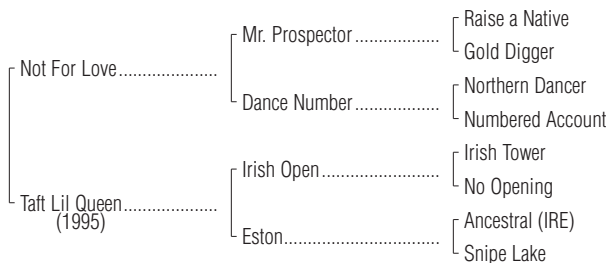 Raise a Native
Mr. Prospector....................
Gold Digger
Not For Love.......................
Northern Dancer
Dance Number....................
Numbered Account
Irish Tower
Irish Open...........................
No Opening
Taft Lil Queen......................
(1995)
Ancestral (IRE)
Eston....................................
Snipe Lake